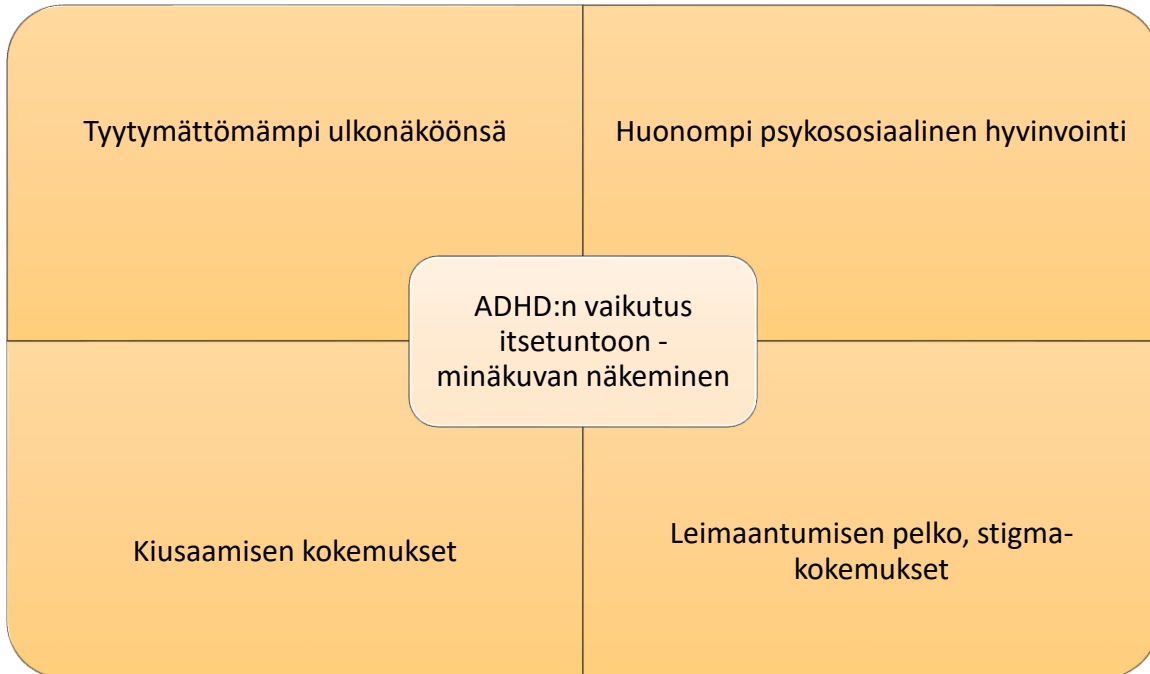 Tyytymättömämpi ulkonäköönsä
Huonompi psykososiaalinen hyvinvointi
ADHD:n vaikutus
itsetuntoon -
minäkuvan näkeminen
Kiusaamisen kokemukset
Leimaantumisen pelko, stigma-
kokemukset